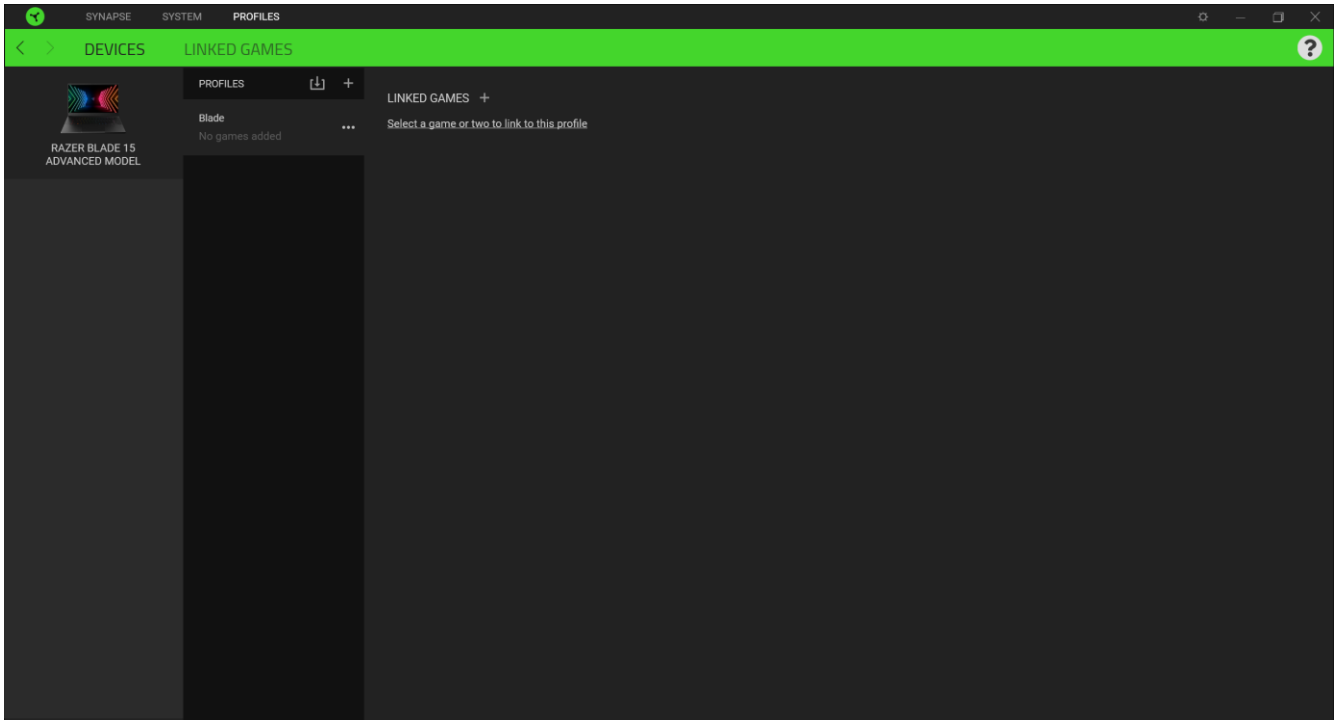 SYNAPSE SYSTEM PROFILES
DEVICES LINKED GAMES
?
RAZER BLADE 15
ADVANCED MODEL
PROFILES
Blade
No games added
LINKED GAMES +
Select a game or two to link to this profile